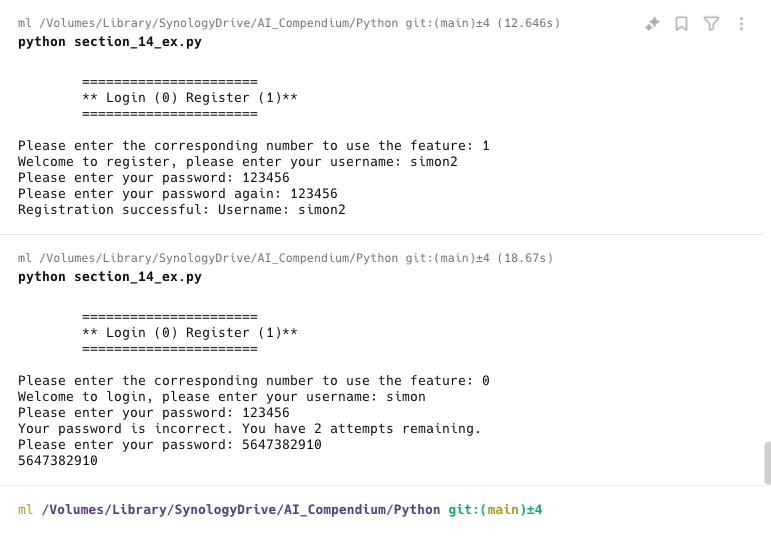 ml /Volumes/Library/SynologyDrive/AI_Compendium/Python git:(main)±4 (12.646s)
python section_14_ex.py
======================
** Login (0) Register (1)**
======================
Please enter the corresponding number to use the feature: 1
Welcome to register, please enter your username: simon2
Please enter your password: 123456
Please enter your password again: 123456
Registration successful: Username: simon2
ml /Volumes/Library/SynologyDrive/AI_Compendium/Python git:(main)±4 (18.67s)
python section_14_ex.py
======================
** Login (0) Register (1)**
======================
Please enter the corresponding number to use the feature: 0
Welcome to login, please enter your username: simon
Please enter your password: 123456
Your password is incorrect. You have 2 attempts remaining.
Please enter your password: 5647382910
5647382910
ml /Volumes/Library/SynologyDrive/AI_Compendium/Python git:(main)±4